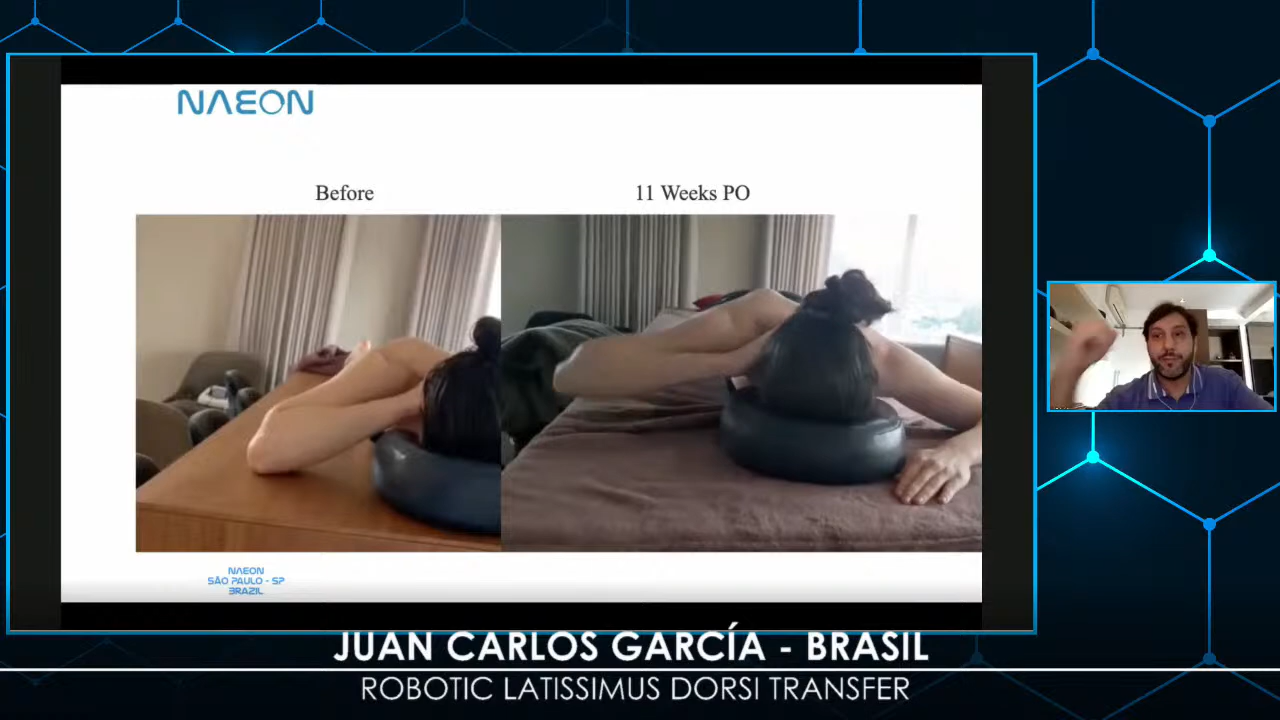 NAEON
Before
11 Weeks PO
NAEON
SÃO PAULO - SP
BRAZIL
JUAN CARLOS GARCÍA - BRASIL
ROBOTIC LATISSIMUS DORSI TRANSFER